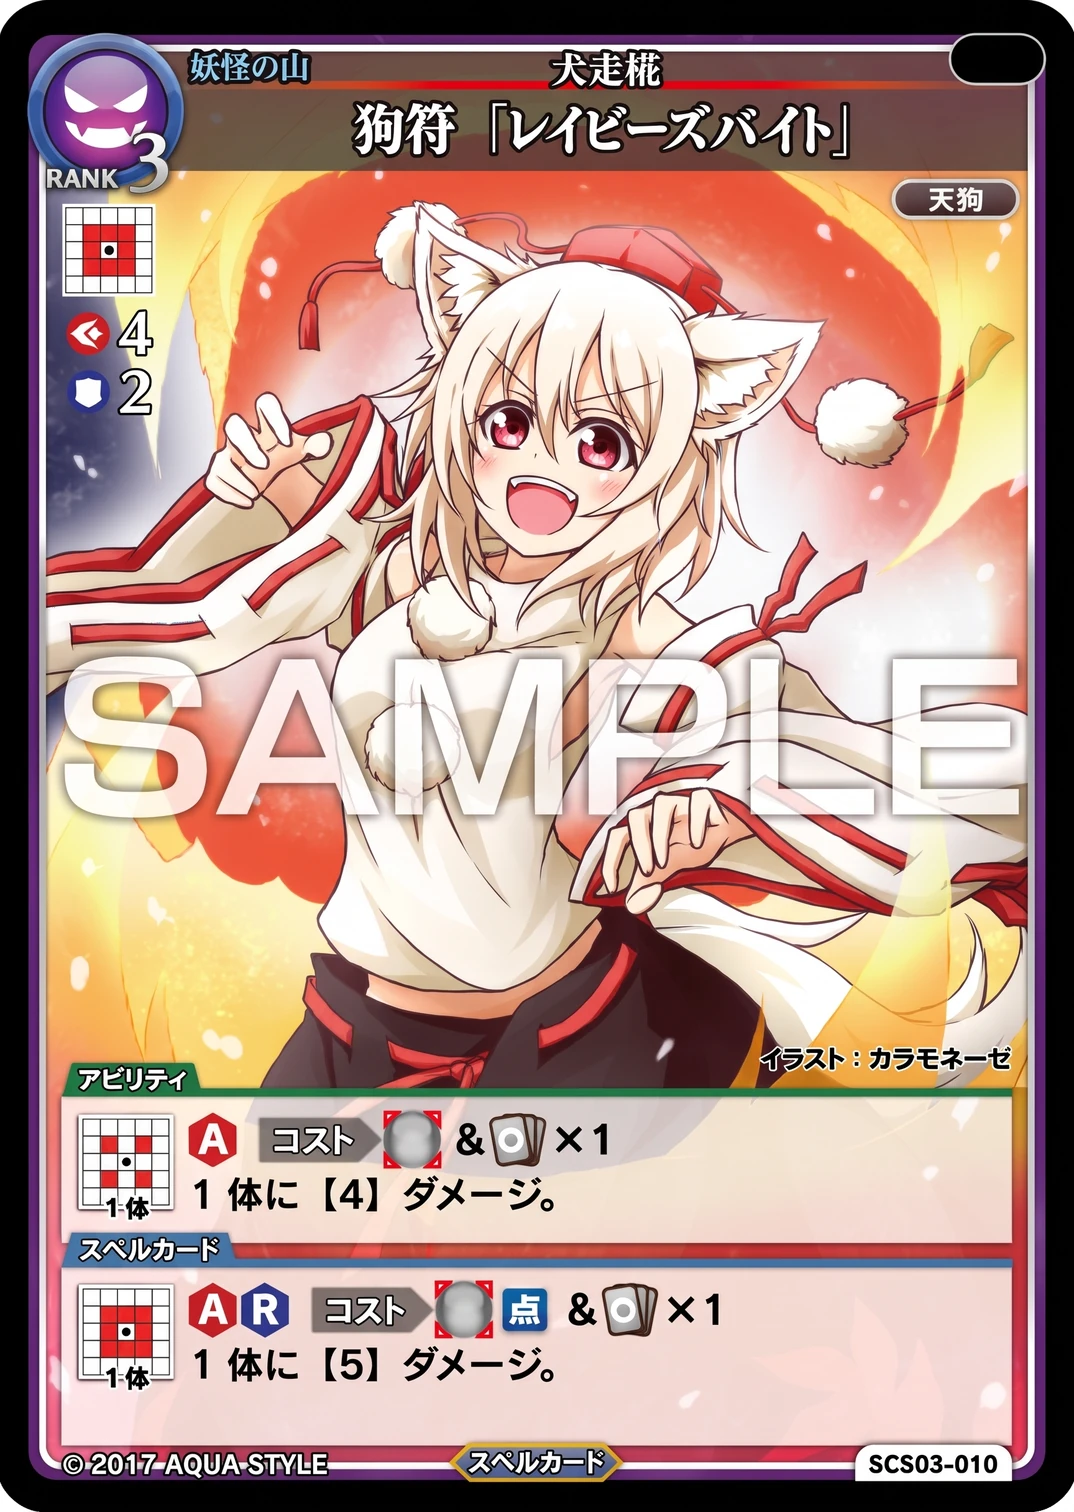 妖怪の山
犬走椛
狗符「レイビーズバイト」
RANK 3
天狗
4
2
SAMPLE
イラスト：カラモネーゼ
アビリティ
1体
A コスト & ×1
1 体に【4】ダメージ。
スペルカード
1体
A R コスト 点 & ×1
1 体に【5】ダメージ。
© 2017 AQUA STYLE
スペルカード
SCS03-010